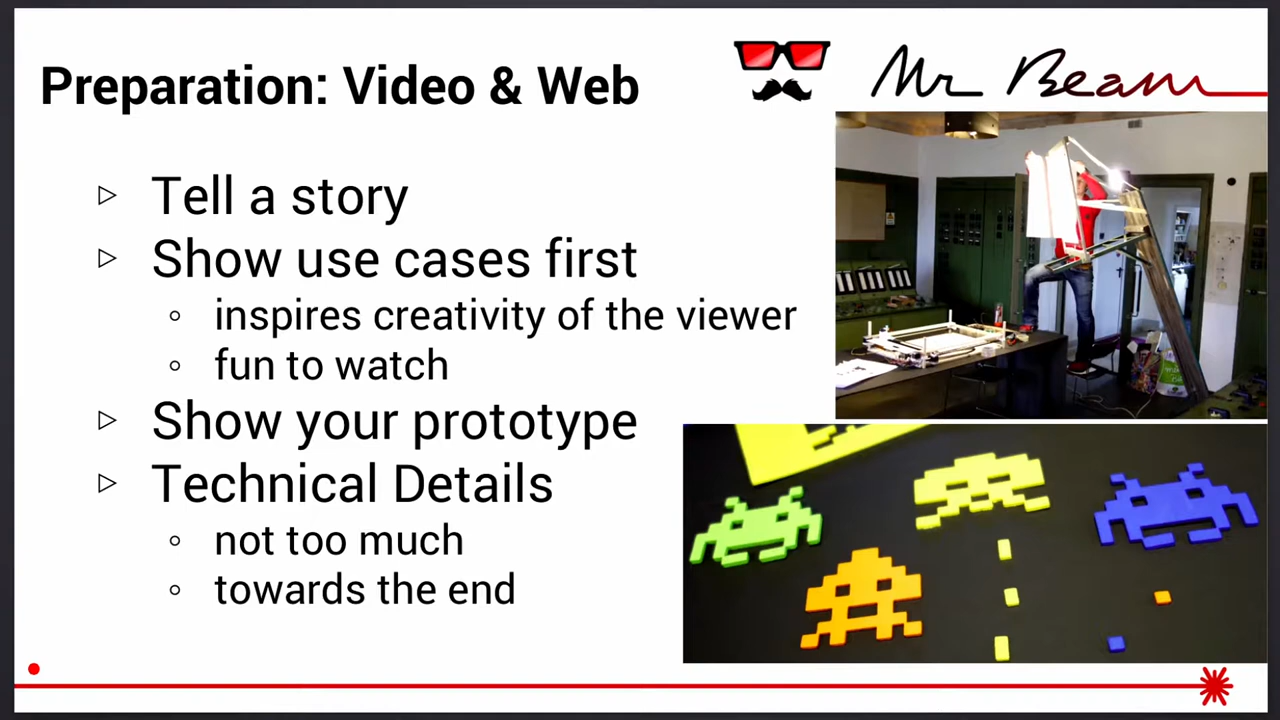 Preparation: Video & Web
Mr Beam
▷ Tell a story
▷ Show use cases first
○ inspires creativity of the viewer
○ fun to watch
▷ Show your prototype
▷ Technical Details
○ not too much
○ towards the end